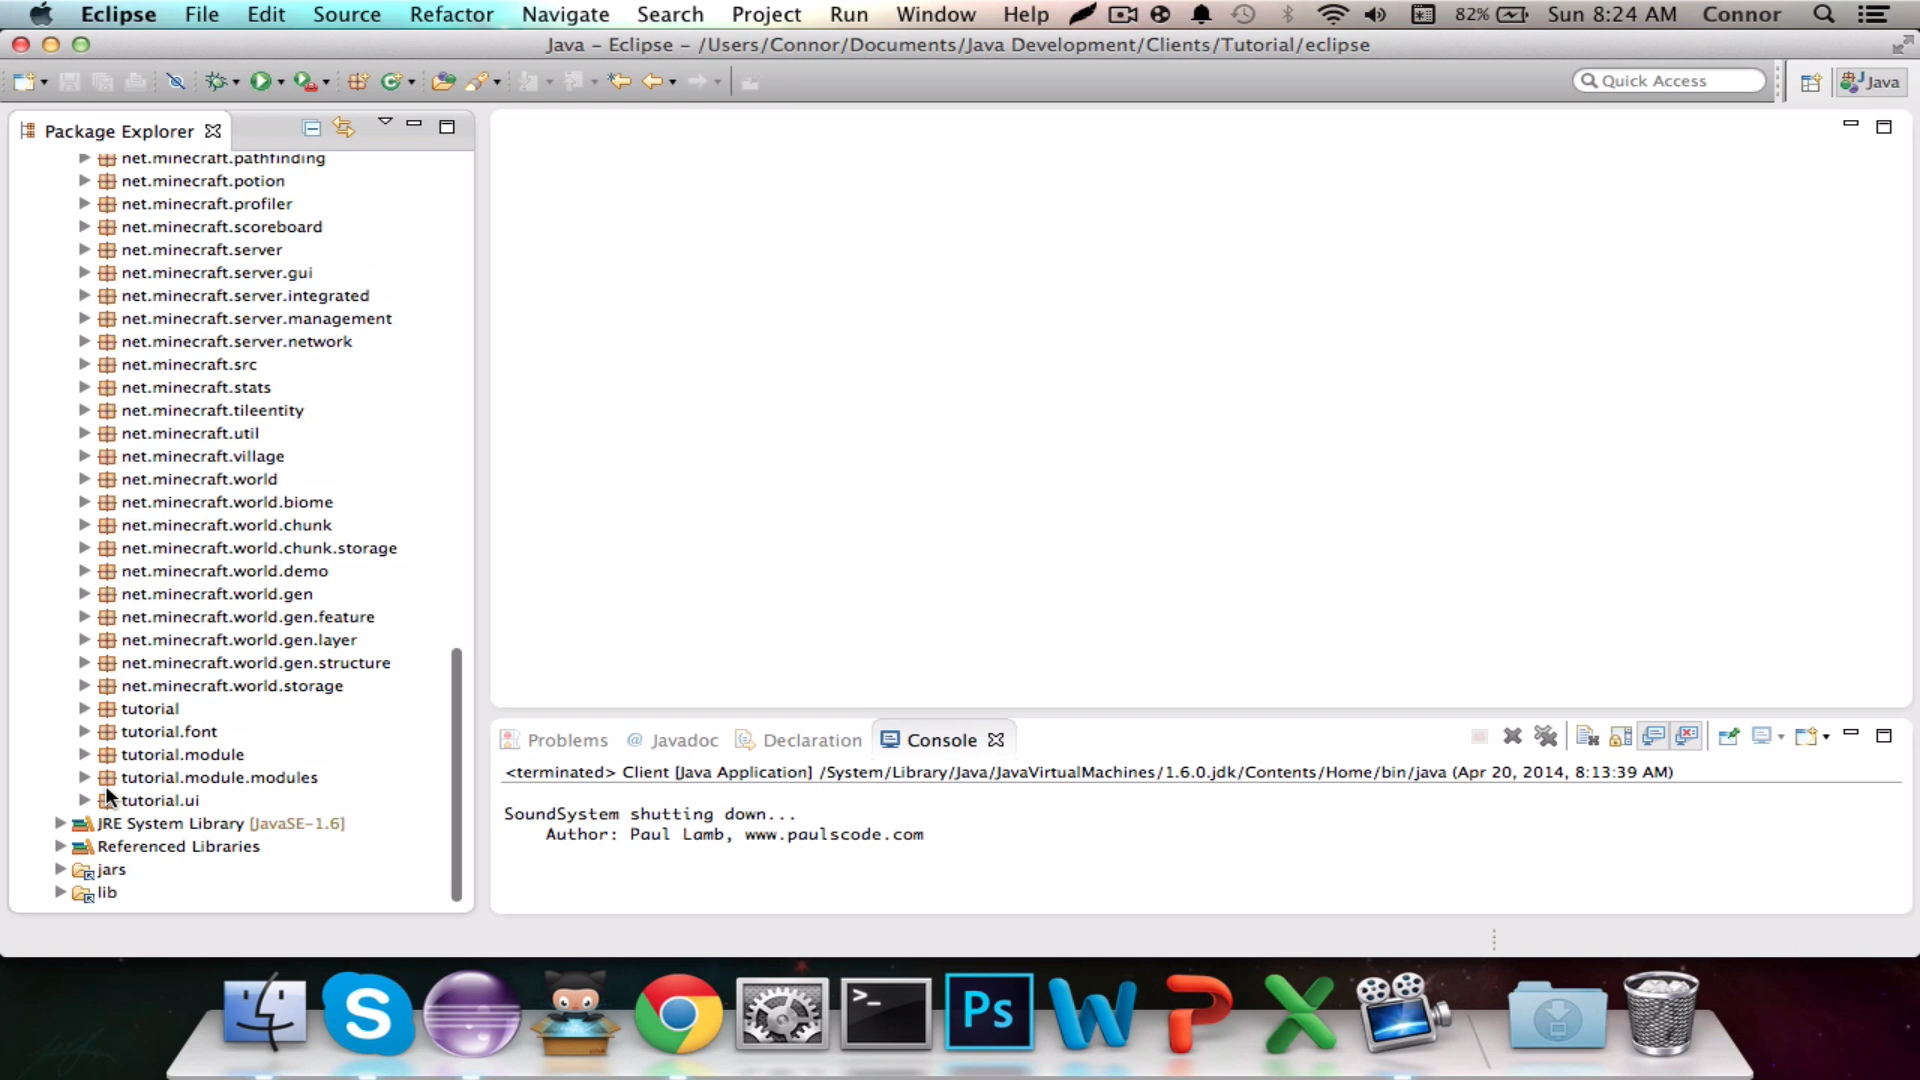 Eclipse File Edit Source Refactor Navigate Search Project Run Window Help 82% Sun 8:24 AM Connor
Java – Eclipse – /Users/Connor/Documents/Java Development/Clients/Tutorial/eclipse
Quick Access
Java
Package Explorer
net.minecraft.pathfinding
net.minecraft.potion
net.minecraft.profiler
net.minecraft.scoreboard
net.minecraft.server
net.minecraft.server.gui
net.minecraft.server.integrated
net.minecraft.server.management
net.minecraft.server.network
net.minecraft.src
net.minecraft.stats
net.minecraft.tileentity
net.minecraft.util
net.minecraft.village
net.minecraft.world
net.minecraft.world.biome
net.minecraft.world.chunk
net.minecraft.world.chunk.storage
net.minecraft.world.demo
net.minecraft.world.gen
net.minecraft.world.gen.feature
net.minecraft.world.gen.layer
net.minecraft.world.gen.structure
net.minecraft.world.storage
tutorial
tutorial.font
tutorial.module
tutorial.module.modules
tutorial.ui
JRE System Library [JavaSE-1.6]
Referenced Libraries
jars
lib
Problems @ Javadoc Declaration Console
<terminated> Client [Java Application] /System/Library/Java/JavaVirtualMachines/1.6.0.jdk/Contents/Home/bin/java (Apr 20, 2014, 8:13:39 AM)
SoundSystem shutting down...
Author: Paul Lamb, www.paulscode.com
>_
Ps